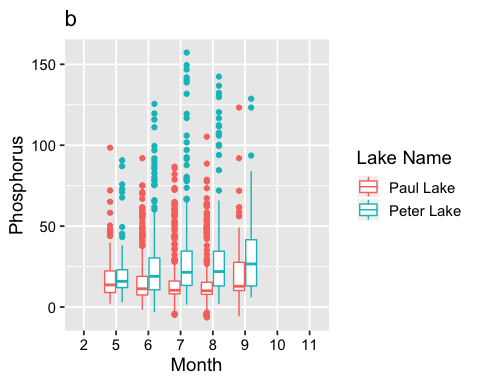 b
Phosphorus
150
100
50
0
2 5 6 7 8 9 10 11
Month
Lake Name
Paul Lake
Peter Lake